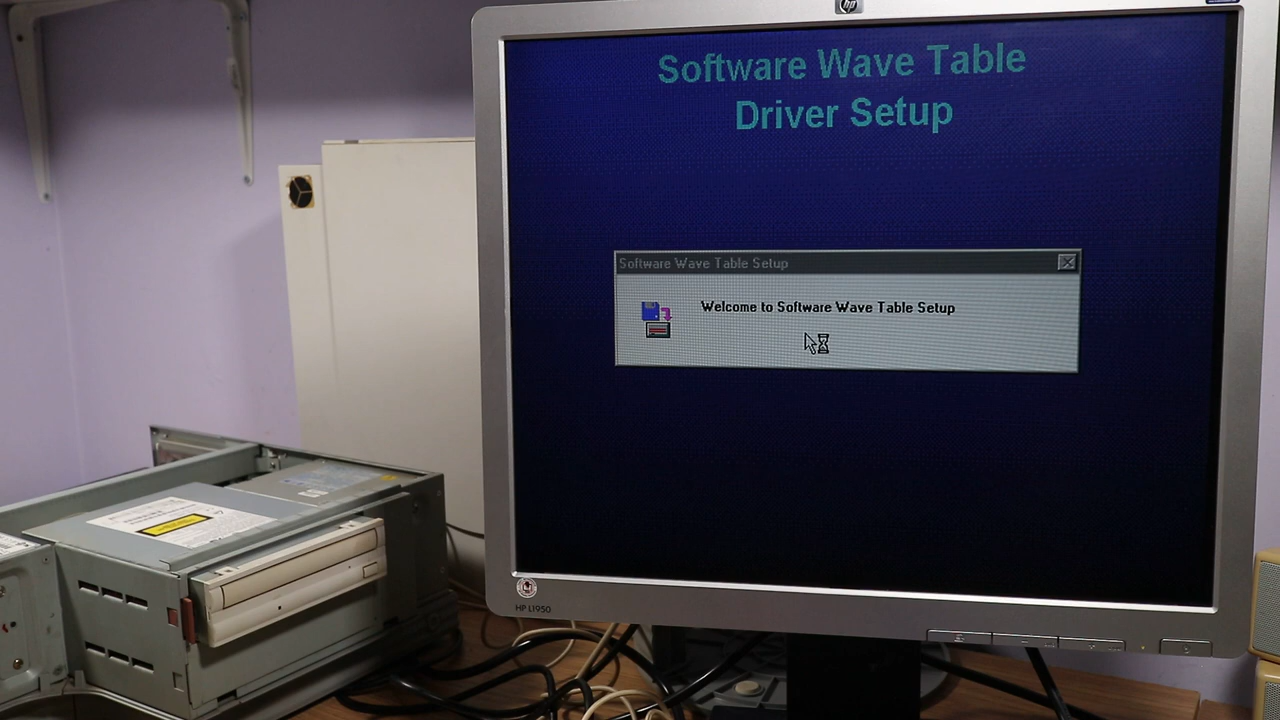 hp
Software Wave Table
Driver Setup
Software Wave Table Setup
Welcome to Software Wave Table Setup
HP L1950